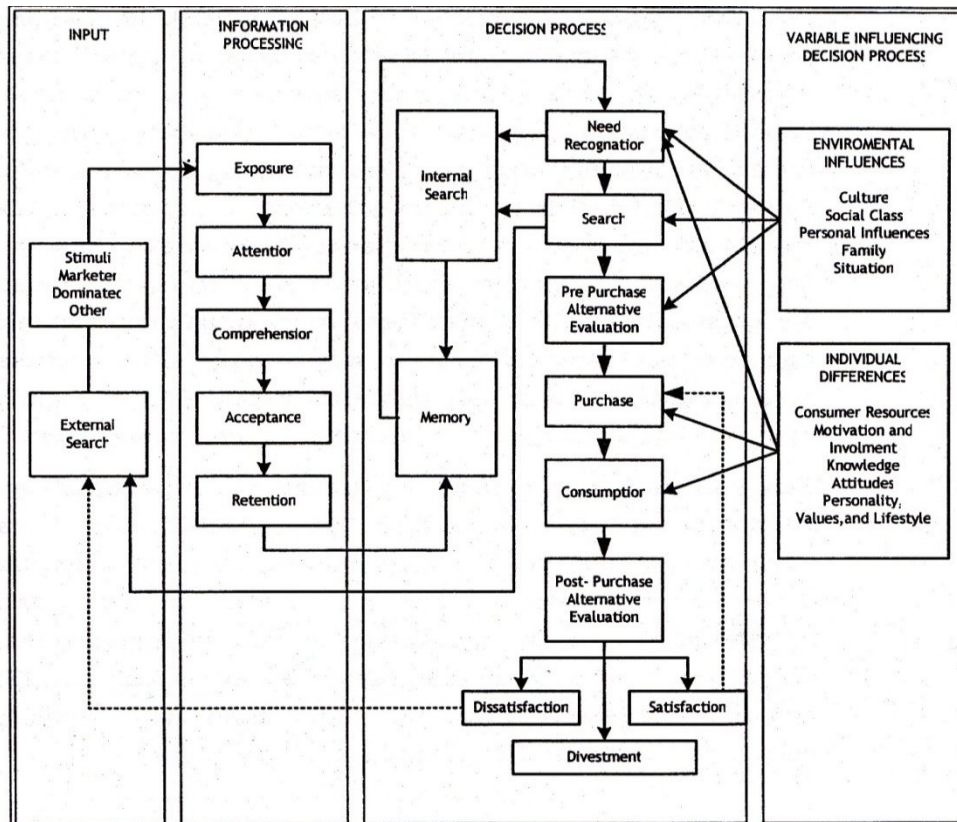 INPUT
Stimuli
Marketer
Dominated
Other
External
Search
INFORMATION
PROCESSING
Exposure
Attention
Comprehension
Acceptance
Retention
DECISION PROCESS
Internal
Search
Memory
Need
Recognation
Search
Pre Purchase
Alternative
Evaluation
Purchase
Consumption
Post- Purchase
Alternative
Evaluation
Dissatisfaction
Satisfaction
Divestment
VARIABLE INFLUENCING
DECISION PROCESS
ENVIROMENTAL
INFLUENCES
Culture
Social Class
Personal Influences
Family
Situation
INDIVIDUAL
DIFFERENCES
Consumer Resources
Motivation and
Involment
Knowledge
Attitudes
Personality,
Values,and Lifestyle